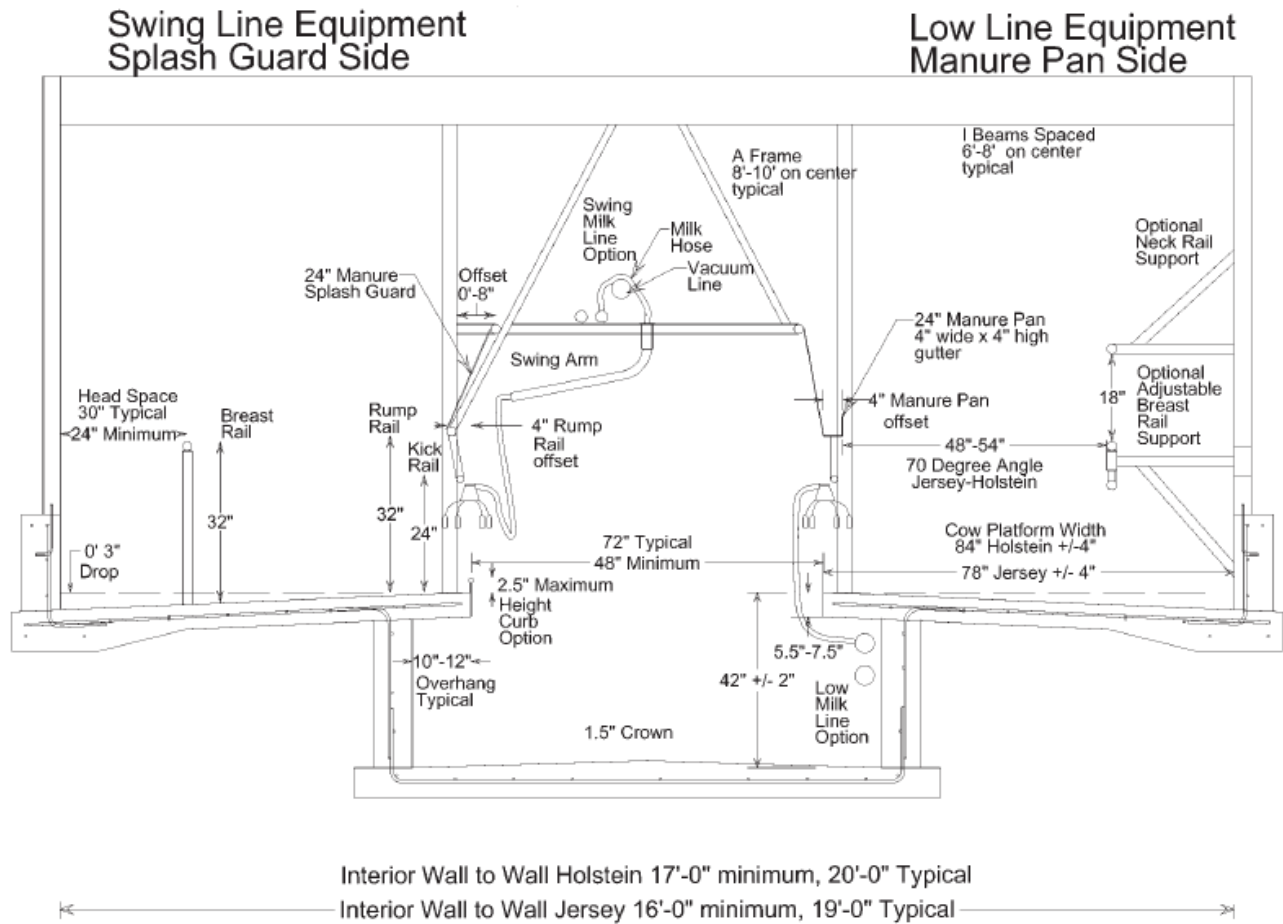 Swing Line Equipment
Splash Guard Side
Low Line Equipment
Manure Pan Side
I Beams Spaced
6'-8' on center
typical
A Frame
8'-10' on center
typical
Swing
Milk
Line
Option
Milk
Hose
Vacuum
Line
Optional
Neck Rail
Support
24" Manure
Splash Guard
Offset
0'-8"
Swing Arm
24" Manure Pan
4" wide x 4" high
gutter
Optional
Adjustable
Breast
Rail
Support
18"
Head Space
30" Typical
24" Minimum
Breast
Rail
Rump
Rail
Kick
Rail
4" Rump
Rail
offset
4" Manure Pan
offset
48"-54"
70 Degree Angle
Jersey-Holstein
32"
32"
24"
0' 3"
Drop
72" Typical
48" Minimum
Cow Platform Width
84" Holstein +/-4"
78" Jersey +/- 4"
2.5" Maximum
Height
Curb
Option
10"-12"
Overhang
Typical
42" +/- 2"
5.5"-7.5"
Low
Milk
Line
Option
1.5" Crown
Interior Wall to Wall Holstein 17'-0" minimum, 20'-0" Typical
Interior Wall to Wall Jersey 16'-0" minimum, 19'-0" Typical